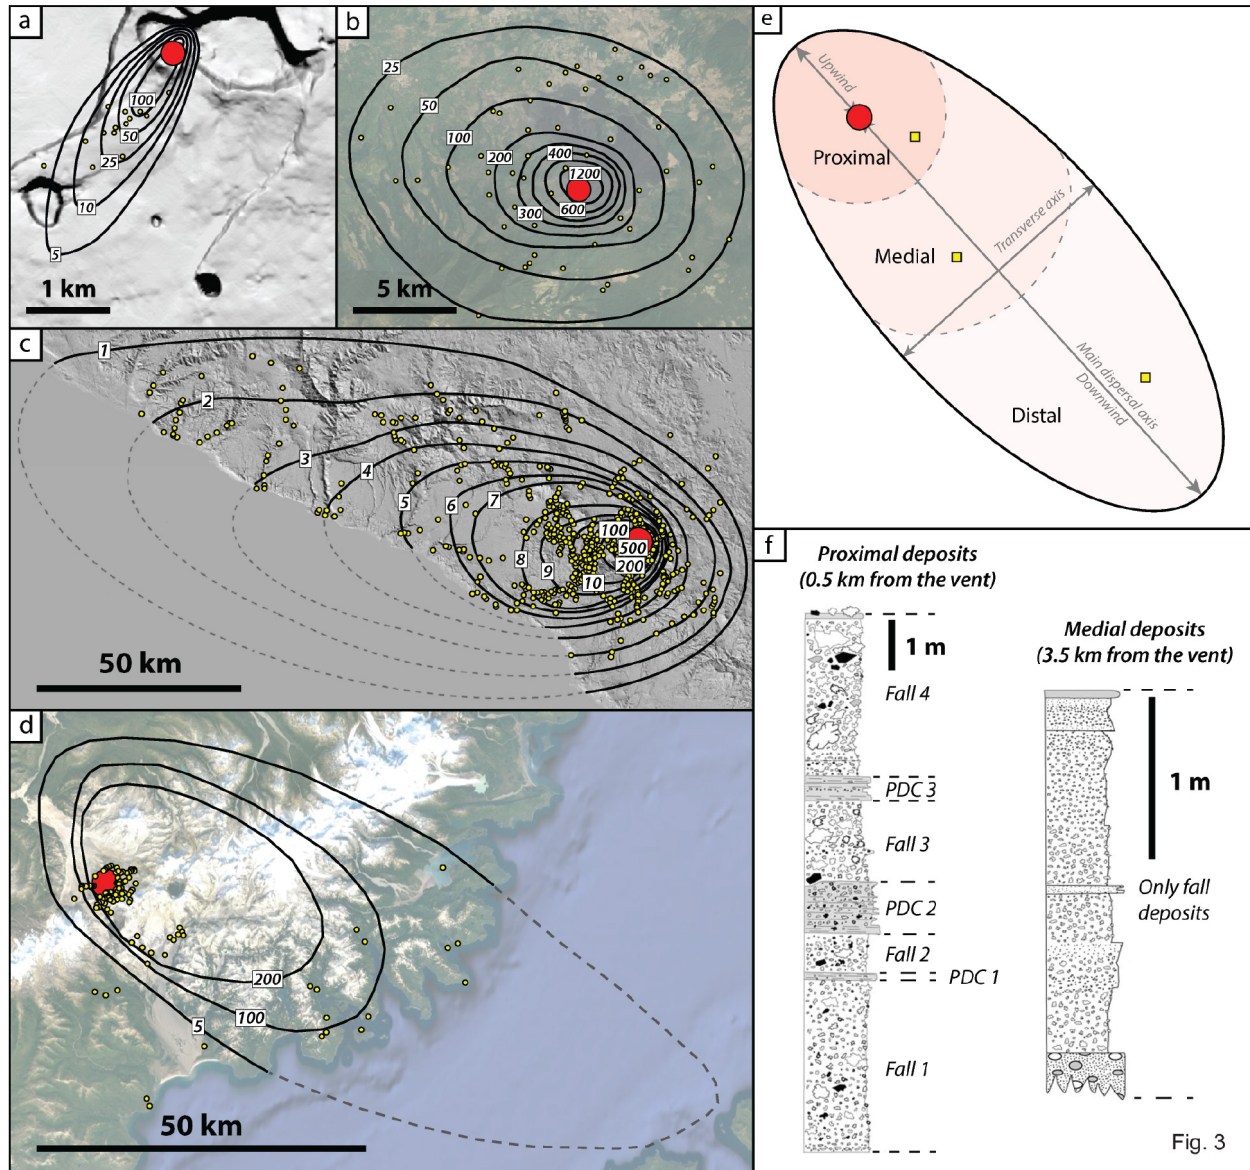 a
100
50
25
10
5
1 km
b
25
50
100
200
400
1200
300
600
5 km
c
1
2
3
4
5
6
7
8
9
10
100
500
200
50 km
d
200
100
5
50 km
e
Upwind
Proximal
Medial
Transverse axis
Main dispersal axis
Downwind
Distal
f
Proximal deposits
(0.5 km from the vent)
1 m
Fall 4
PDC 3
Fall 3
PDC 2
Fall 2
PDC 1
Fall 1
Medial deposits
(3.5 km from the vent)
1 m
Only fall
deposits
Fig. 3